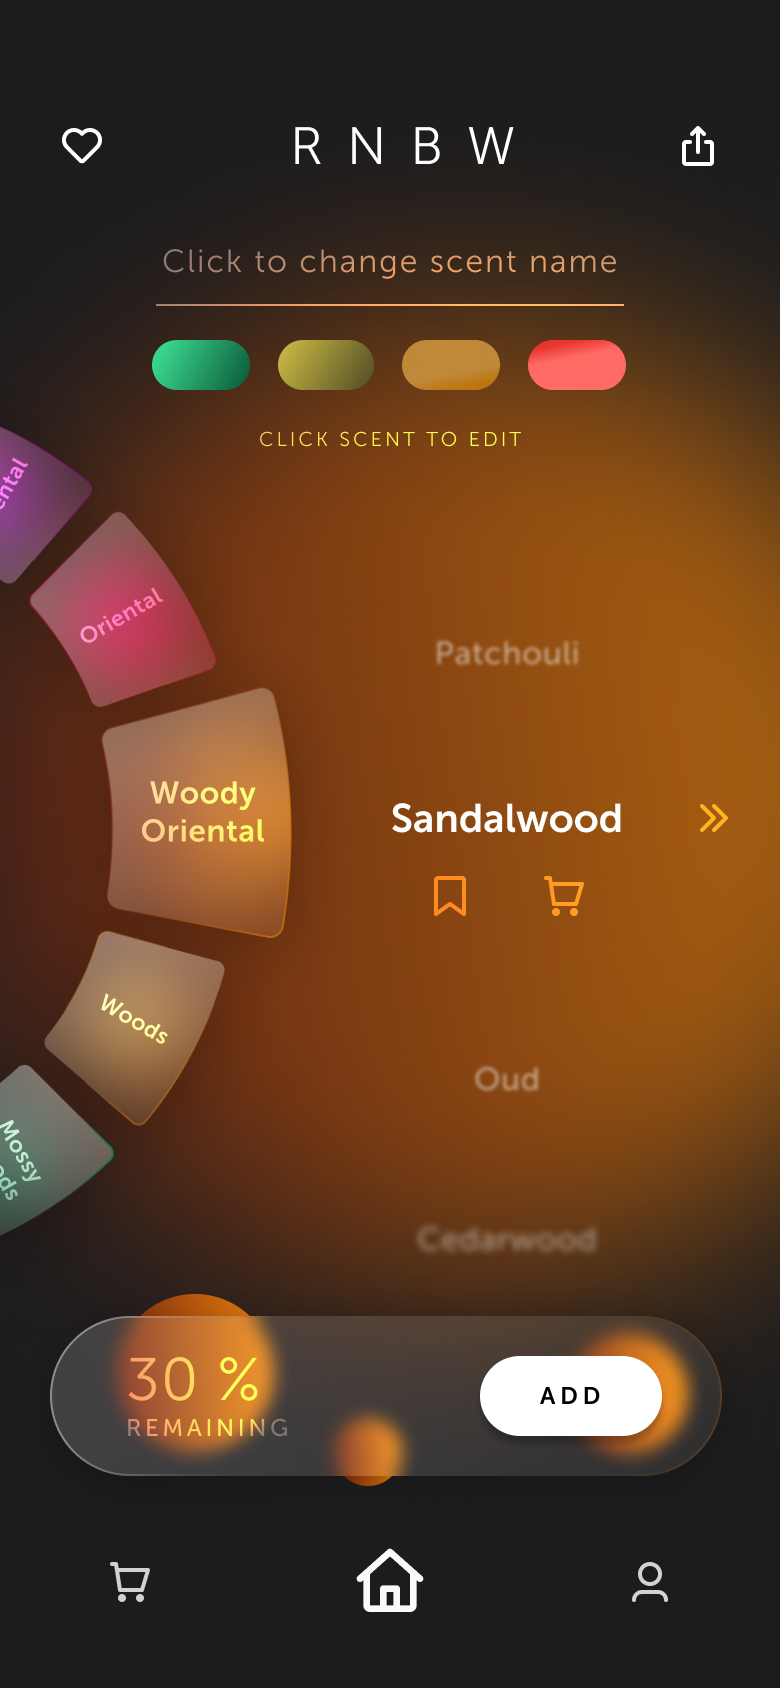 R N B W
Click to change scent name
CLICK SCENT TO EDIT
Oriental
Patchouli
Woody
Oriental
Sandalwood
Woods
Oud
Mossy
Cedarwood
30 %
REMAINING
ADD